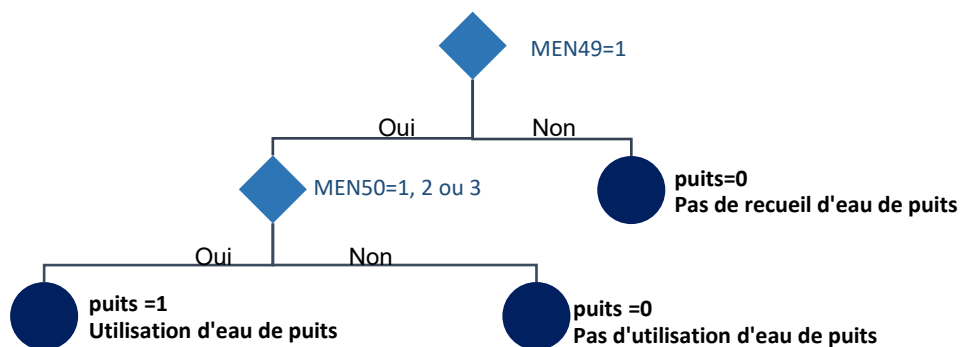 MEN49=1
Oui
Non
MEN50=1, 2 ou 3
puits=0
Pas de recueil d'eau de puits
Oui
Non
puits =1
Utilisation d'eau de puits
puits =0
Pas d'utilisation d'eau de puits